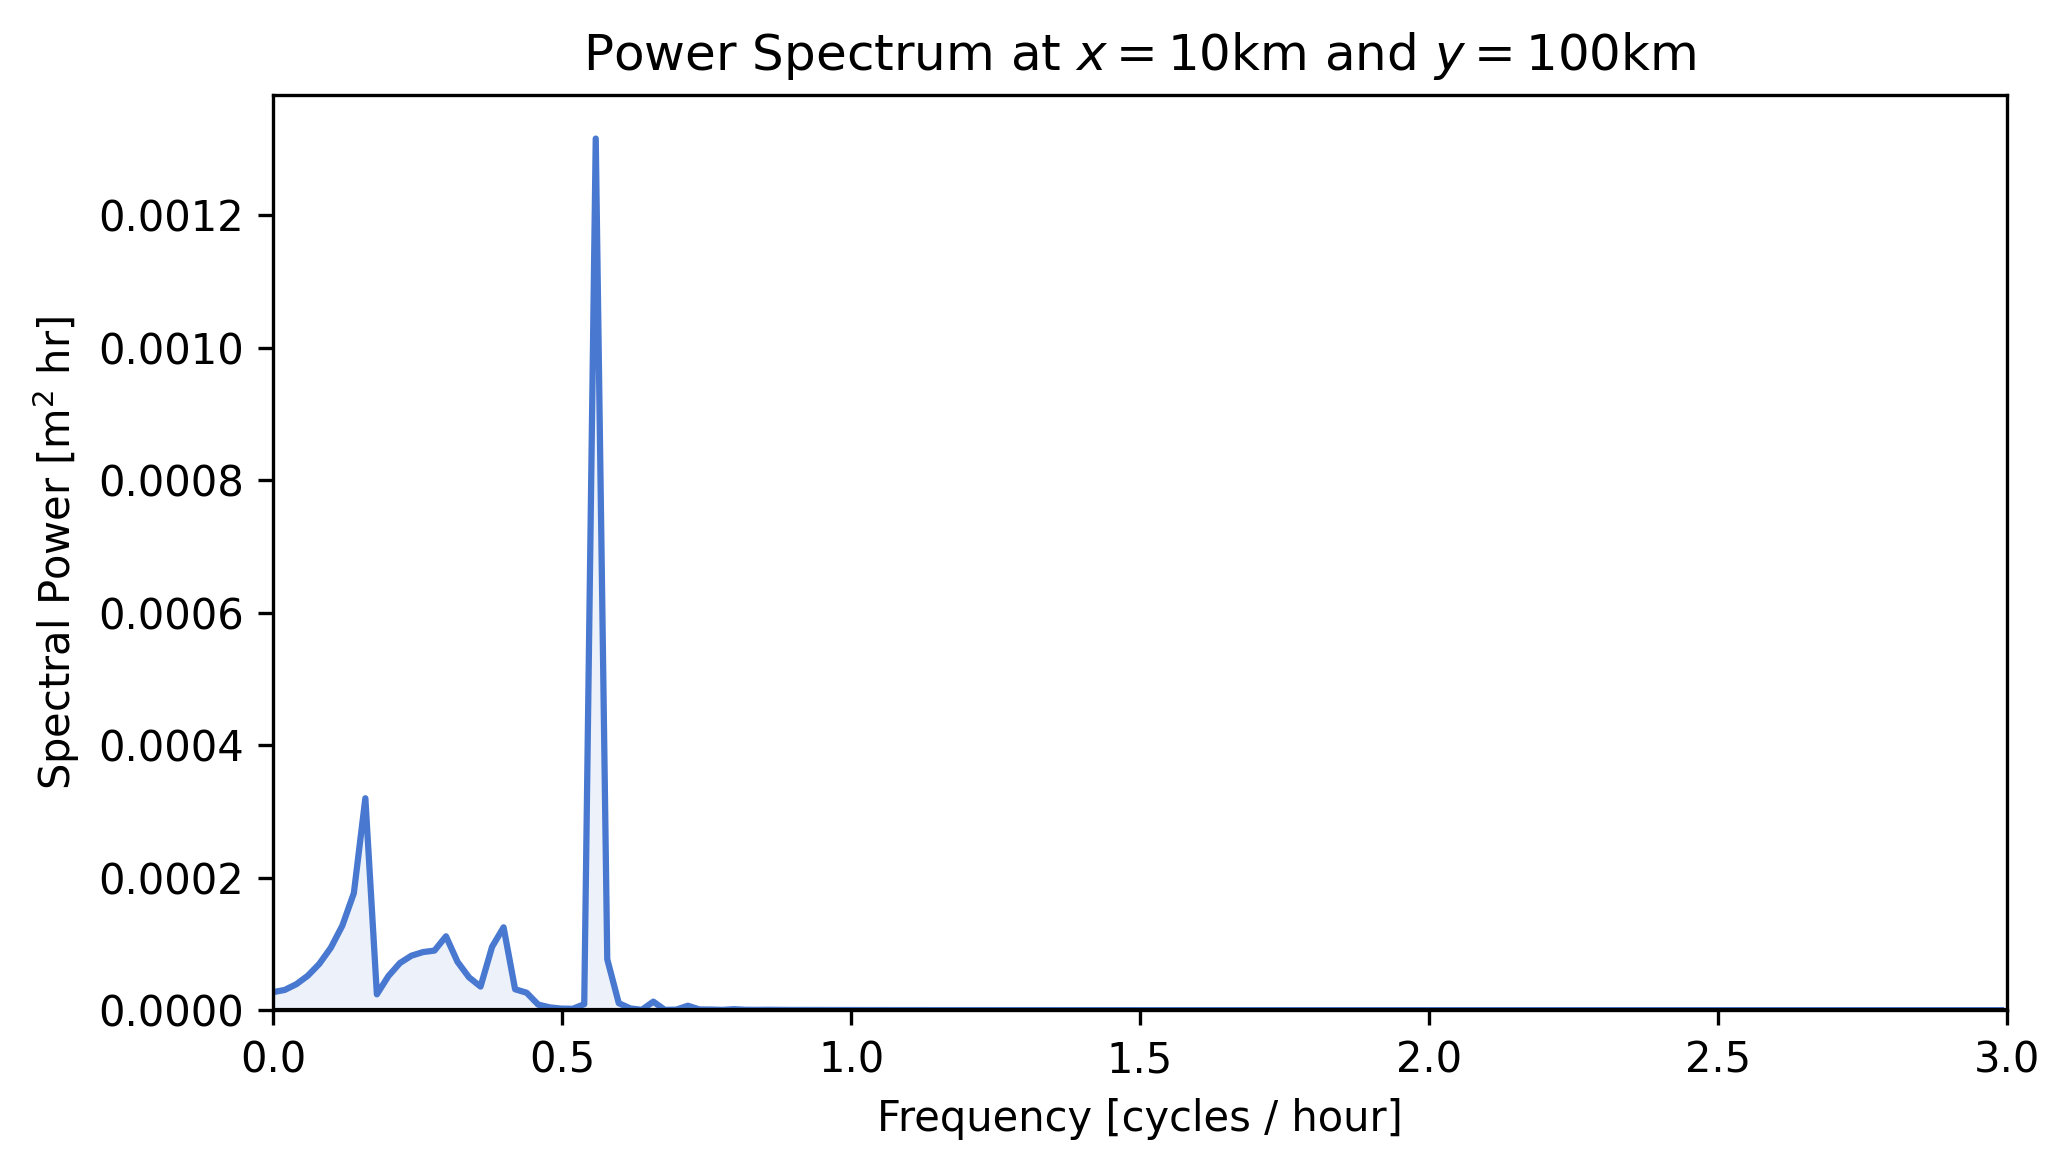 Power Spectrum at x = 10km and y = 100km
Spectral Power [m² hr]
0.0012
0.0010
0.0008
0.0006
0.0004
0.0002
0.0000
0.0 0.5 1.0 1.5 2.0 2.5 3.0
Frequency [cycles / hour]